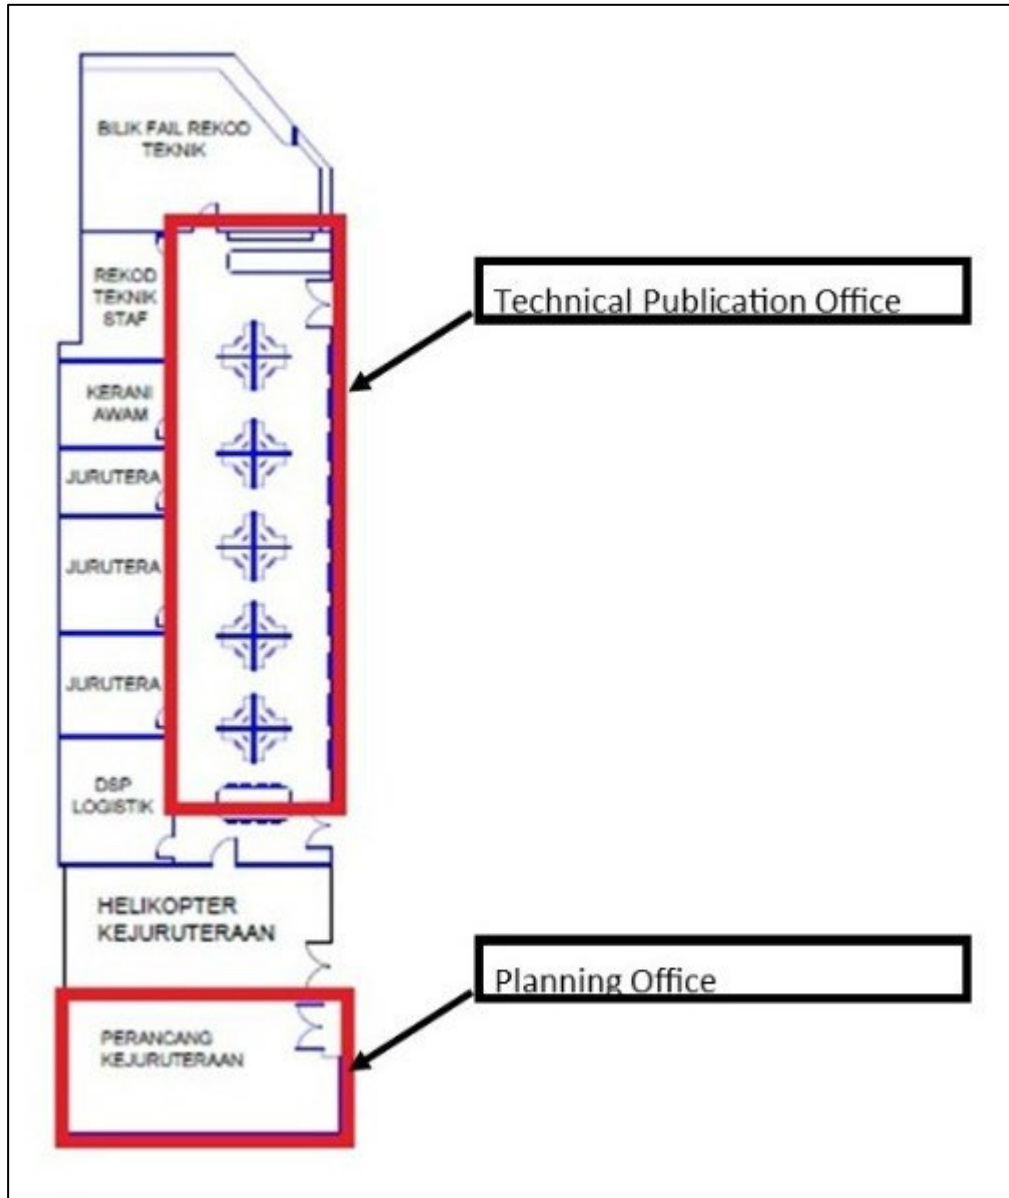 BILIK FAIL REKOD
TEKNIK
REKOD
TEKNIK
STAF
Technical Publication Office
KERANI
AWAM
JURUTERA
JURUTERA
JURUTERA
DSP
LOGISTIK
HELIKOPTER
KEJURUTERAAN
Planning Office
PERANCANG
KEJURUTERAAN